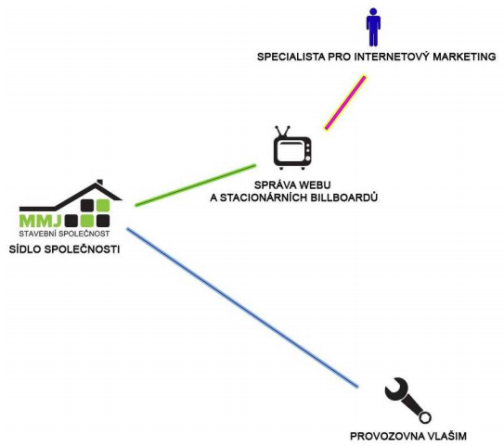 SPECIALISTA PRO INTERNETOVÝ MARKETING
SPRÁVA WEBU
A STACIONÁRNÍCH BILLBOARDŮ
MMJ
STAVEBNÍ SPOLEČNOST
SÍDLO SPOLEČNOSTI
PROVOZOVNA VLAŠIM